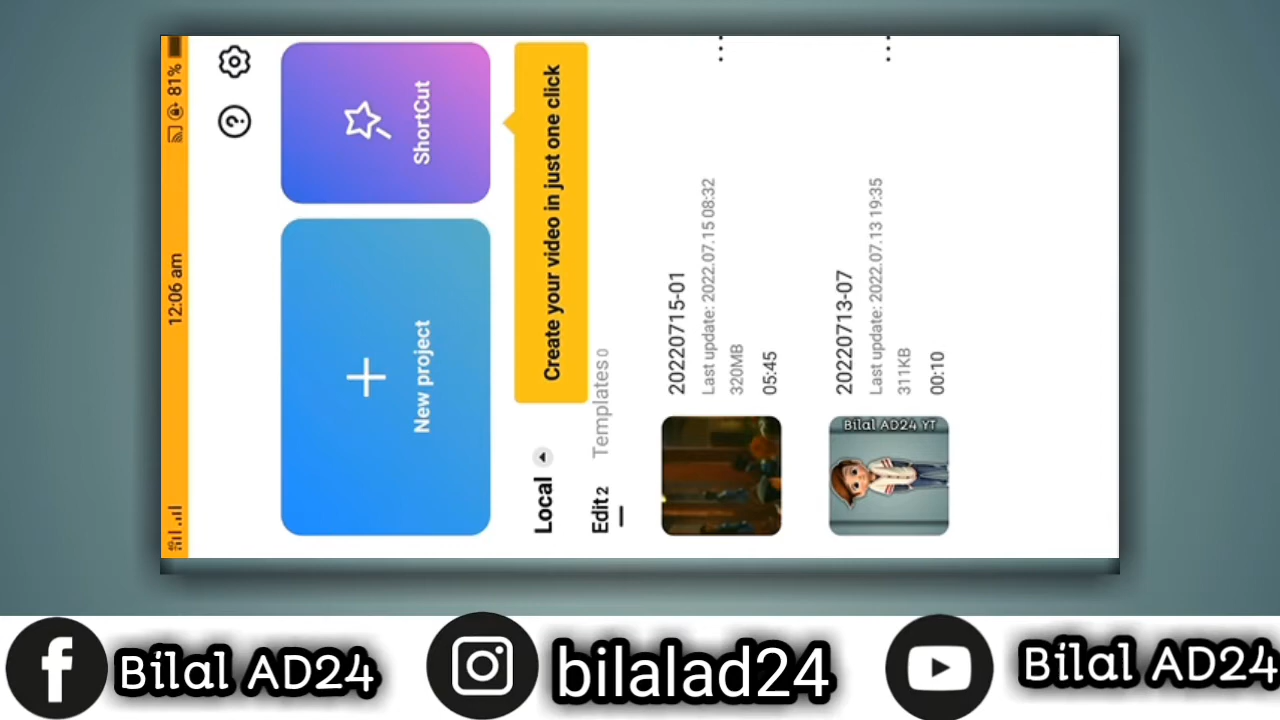 12:06 am
81%
4G
New project
ShortCut
Create your video in just one click
Local
Edit 2
Templates 0
20220715-01
Last update: 2022.07.15 08:32
320MB
05:45
20220713-07
Last update: 2022.07.13 19:35
311KB
00:10
Bilal AD24 YT
Bilal AD24
bilalad24
Bilal AD24